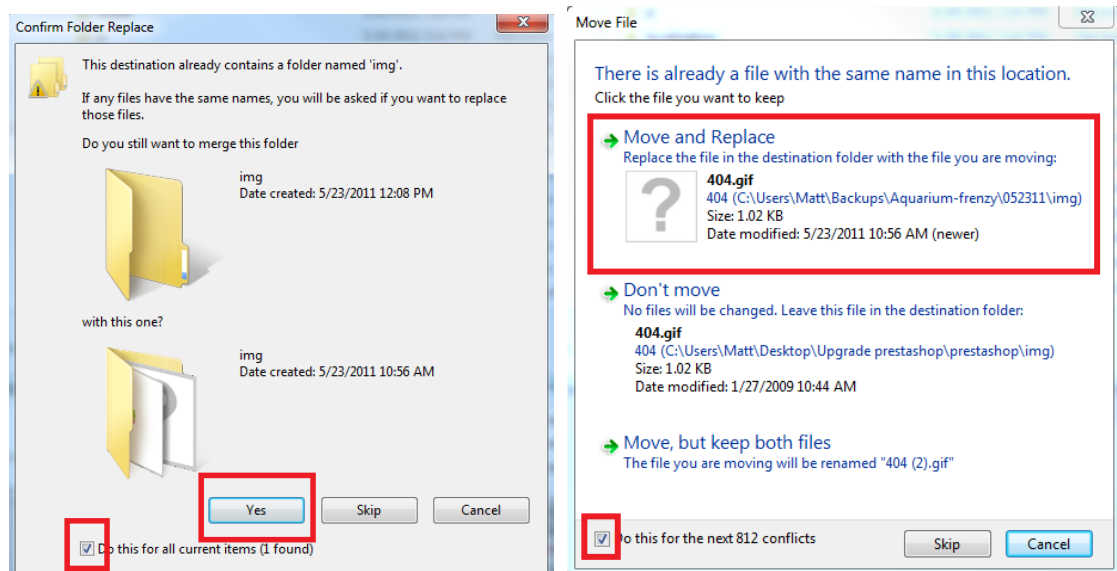 Confirm Folder Replace
This destination already contains a folder named 'img'.
If any files have the same names, you will be asked if you want to replace
those files.
Do you still want to merge this folder
img
Date created: 5/23/2011 12:08 PM
with this one?
img
Date created: 5/23/2011 10:56 AM
Yes
Skip
Cancel
Do this for all current items (1 found)
Move File
There is already a file with the same name in this location.
Click the file you want to keep
Move and Replace
Replace the file in the destination folder with the file you are moving:
404.gif
404 (C:\Users\Matt\Backups\Aquarium-frenzy\052311\img)
Size: 1.02 KB
Date modified: 5/23/2011 10:56 AM (newer)
Don't move
No files will be changed. Leave this file in the destination folder:
404.gif
404 (C:\Users\Matt\Desktop\Upgrade prestashop\prestashop\img)
Size: 1.02 KB
Date modified: 1/27/2009 10:44 AM
Move, but keep both files
The file you are moving will be renamed "404 (2).gif"
Do this for the next 812 conflicts
Skip
Cancel